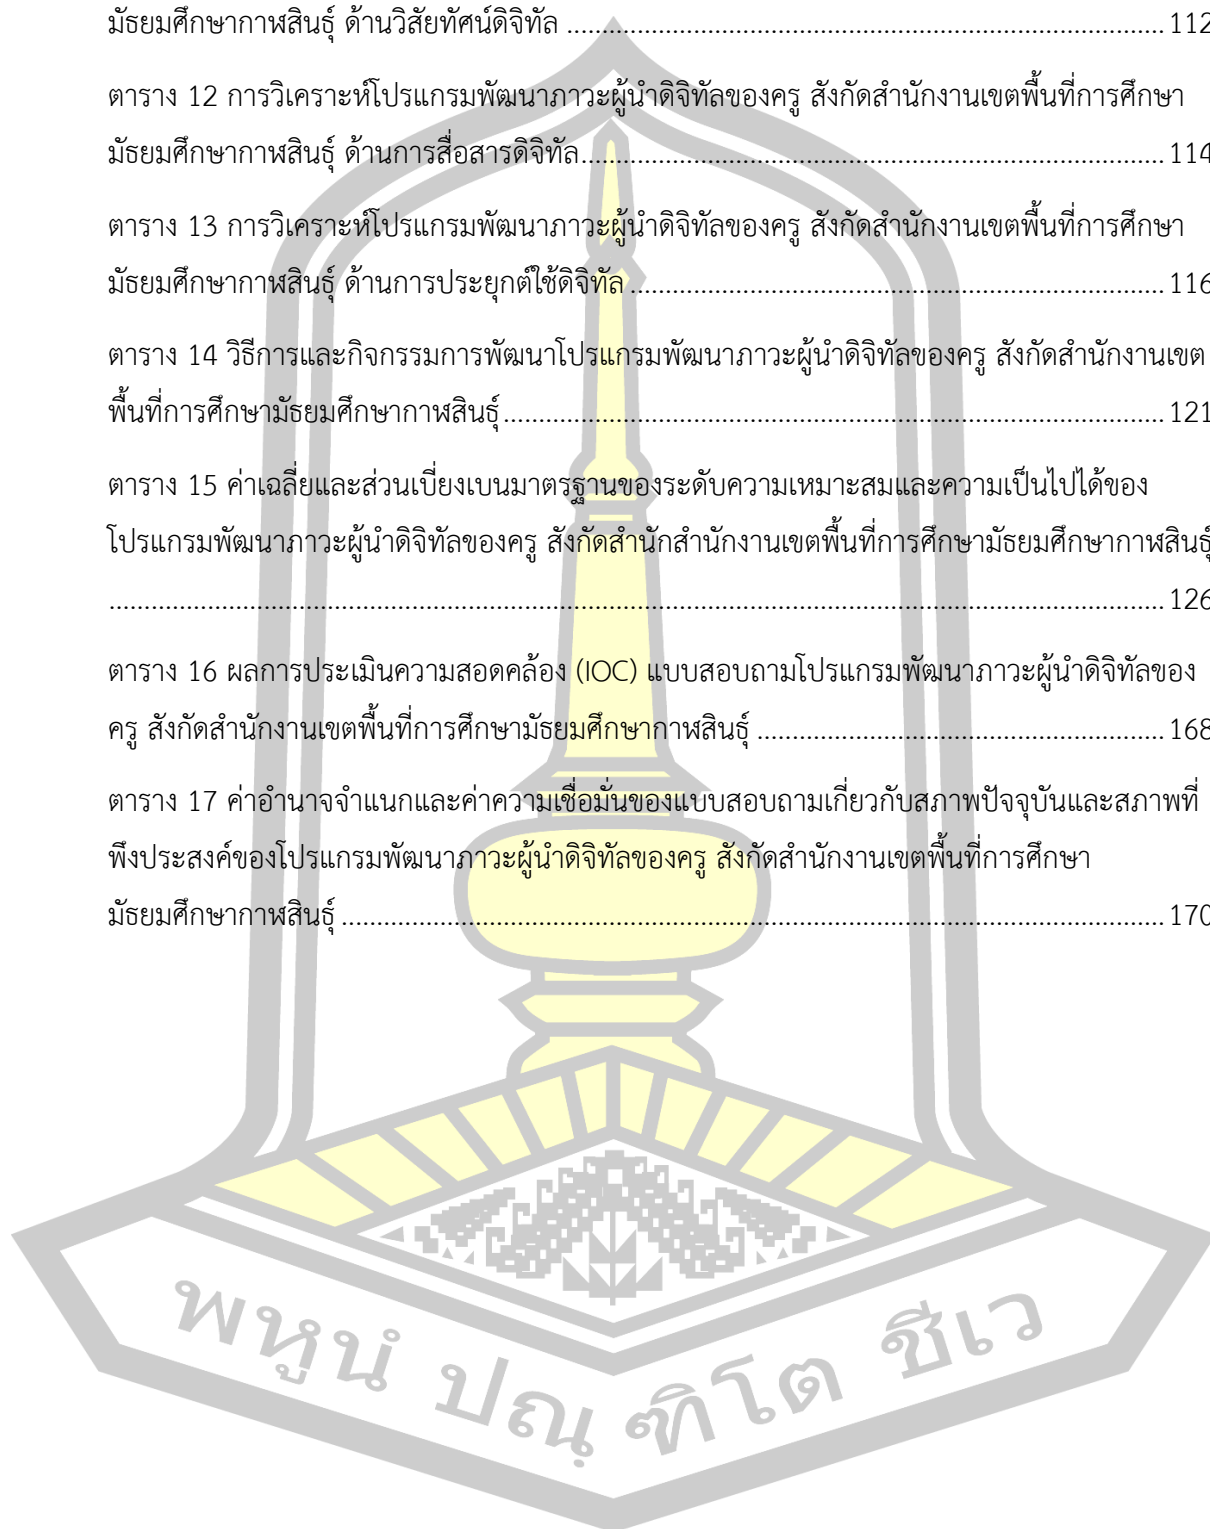 มัธยมศึกษากาฬสินธุ์ ด้านวิสัยทัศน์ดิจิทัล ........................................ 112
ตาราง 12 การวิเคราะห์โปรแกรมพัฒนาภาวะผู้นำดิจิทัลของครู สังกัดสำนักงานเขตพื้นที่การศึกษา
มัธยมศึกษากาฬสินธุ์ ด้านการสื่อสารดิจิทัล........................................ 114
ตาราง 13 การวิเคราะห์โปรแกรมพัฒนาภาวะผู้นำดิจิทัลของครู สังกัดสำนักงานเขตพื้นที่การศึกษา
มัธยมศึกษากาฬสินธุ์ ด้านการประยุกต์ใช้ดิจิทัล ........................................ 116
ตาราง 14 วิธีการและกิจกรรมการพัฒนาโปรแกรมพัฒนาภาวะผู้นำดิจิทัลของครู สังกัดสำนักงานเขต
พื้นที่การศึกษามัธยมศึกษากาฬสินธุ์ ........................................ 121
ตาราง 15 ค่าเฉลี่ยและส่วนเบี่ยงเบนมาตรฐานของระดับความเหมาะสมและความเป็นไปได้ของ
โปรแกรมพัฒนาภาวะผู้นำดิจิทัลของครู สังกัดสำนักสำนักงานเขตพื้นที่การศึกษามัธยมศึกษากาฬสินธุ์
........................................ 126
ตาราง 16 ผลการประเมินความสอดคล้อง (IOC) แบบสอบถามโปรแกรมพัฒนาภาวะผู้นำดิจิทัลของ
ครู สังกัดสำนักงานเขตพื้นที่การศึกษามัธยมศึกษากาฬสินธุ์ ........................................ 168
ตาราง 17 ค่าอำนาจจำแนกและค่าความเชื่อมั่นของแบบสอบถามเกี่ยวกับสภาพปัจจุบันและสภาพที่
พึงประสงค์ของโปรแกรมพัฒนาภาวะผู้นำดิจิทัลของครู สังกัดสำนักงานเขตพื้นที่การศึกษา
มัธยมศึกษากาฬสินธุ์ ........................................ 170
พหูนํ ปณฺฑิโต ชีเว